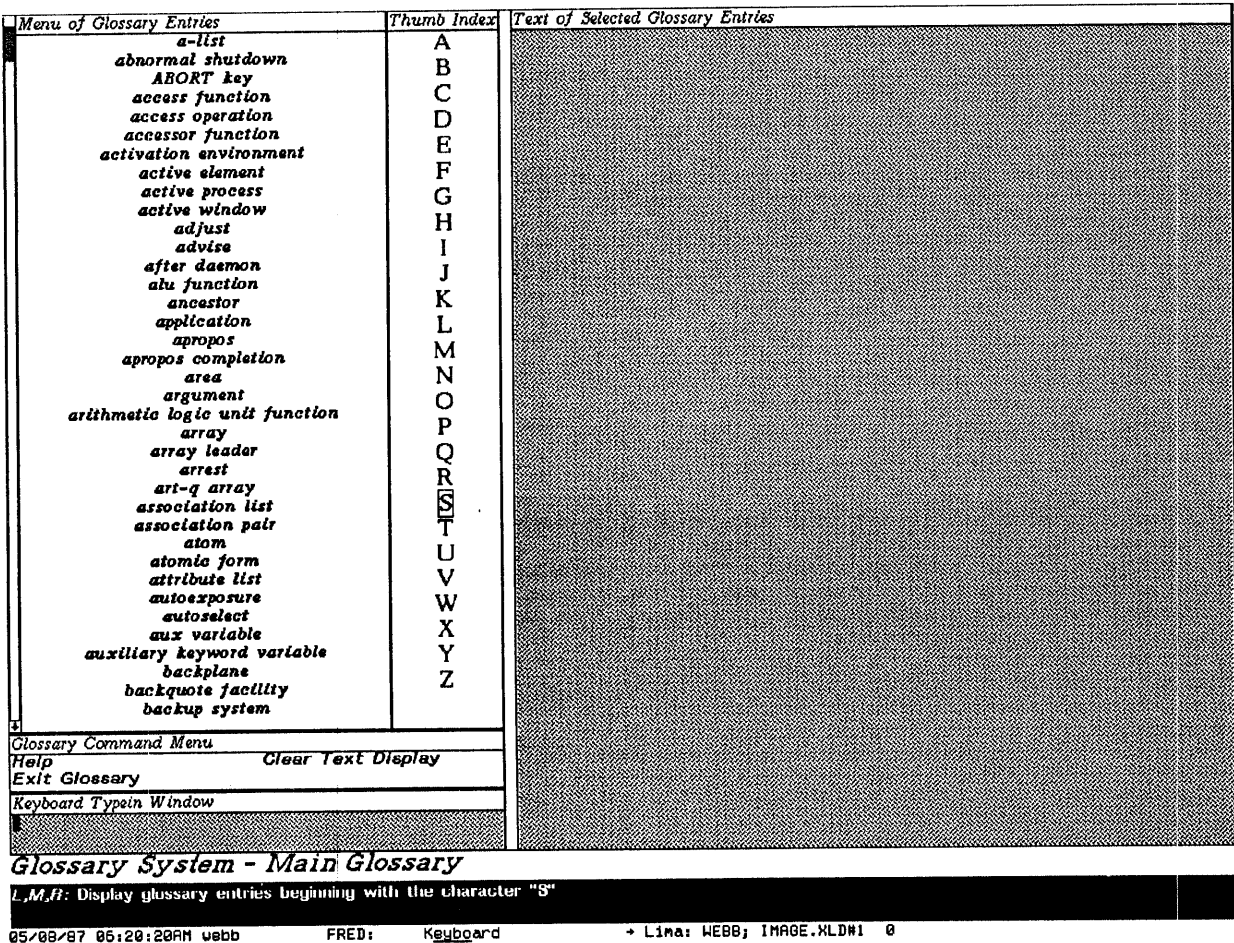 Menu of Glossary Entries
a-list
abnormal shutdown
ABORT key
access function
access operation
accessor function
activation environment
active element
active process
active window
adjust
advise
after daemon
alu function
ancestor
application
apropos
apropos completion
area
argument
arithmetic logic unit function
array
array leader
arrest
art-q array
association list
association pair
atom
atomic form
attribute list
autoexposure
autoselect
aux variable
auxiliary keyword variable
backplane
backquote facility
backup system
Thumb Index
A
B
C
D
E
F
G
H
I
J
K
L
M
N
O
P
Q
R
S
T
U
V
W
X
Y
Z
Text of Selected Glossary Entries
Glossary Command Menu
Help Clear Text Display
Exit Glossary
Keyboard Typein Window
Glossary System - Main Glossary
L,M,R: Display glossary entries beginning with the character "S"
05/08/87 06:20:20AM webb FRED: Keyboard → Lima: WEBB; IMAGE.XLD#1 0